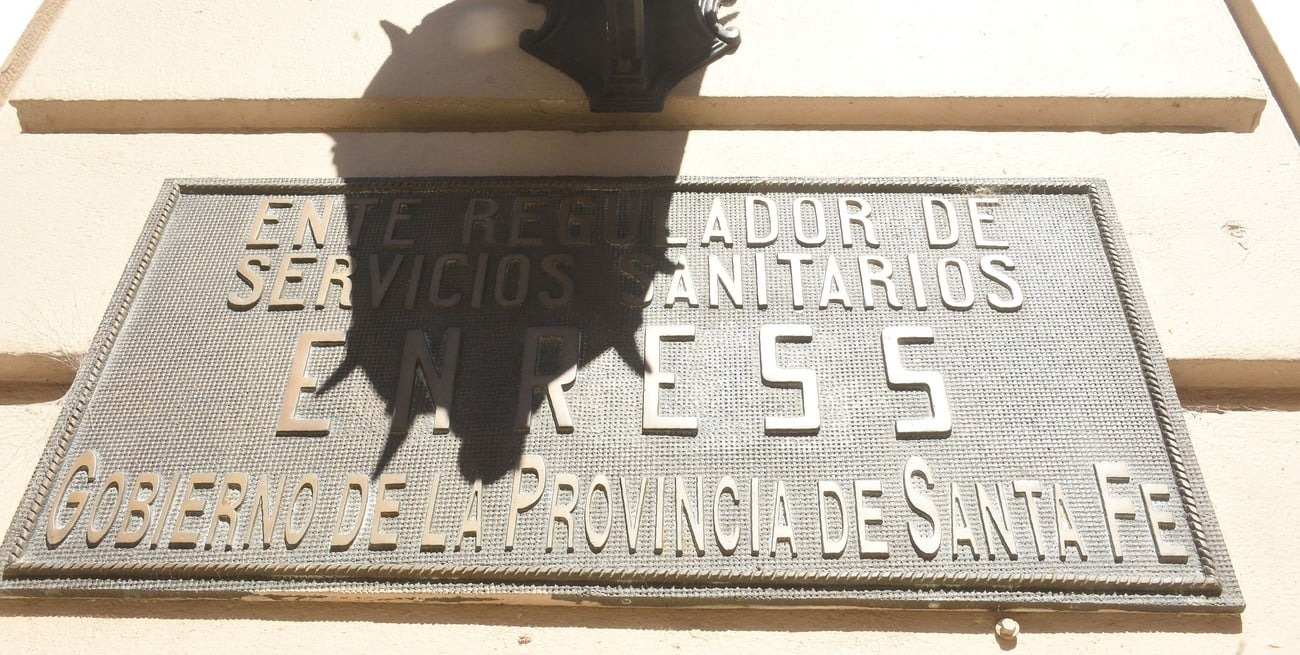 ENTE REGULADOR DE
SERVICIOS SANITARIOS
ENRESS
GOBIERNO DE LA PROVINCIA DE SANTA FE